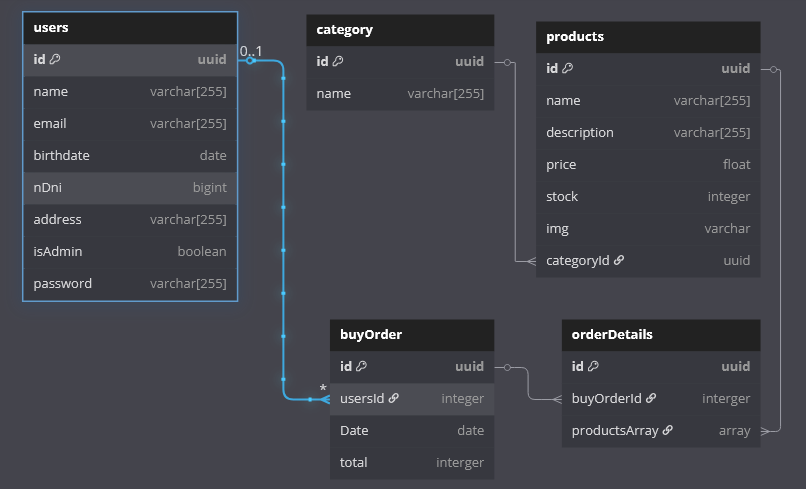 users
id uuid
name varchar[255]
email varchar[255]
birthdate date
nDni bigint
address varchar[255]
isAdmin boolean
password varchar[255]
0..1
*
category
id uuid
name varchar[255]
products
id uuid
name varchar[255]
description varchar[255]
price float
stock integer
img varchar
categoryId uuid
buyOrder
id uuid
usersId integer
Date date
total interger
orderDetails
id uuid
buyOrderId interger
productsArray array